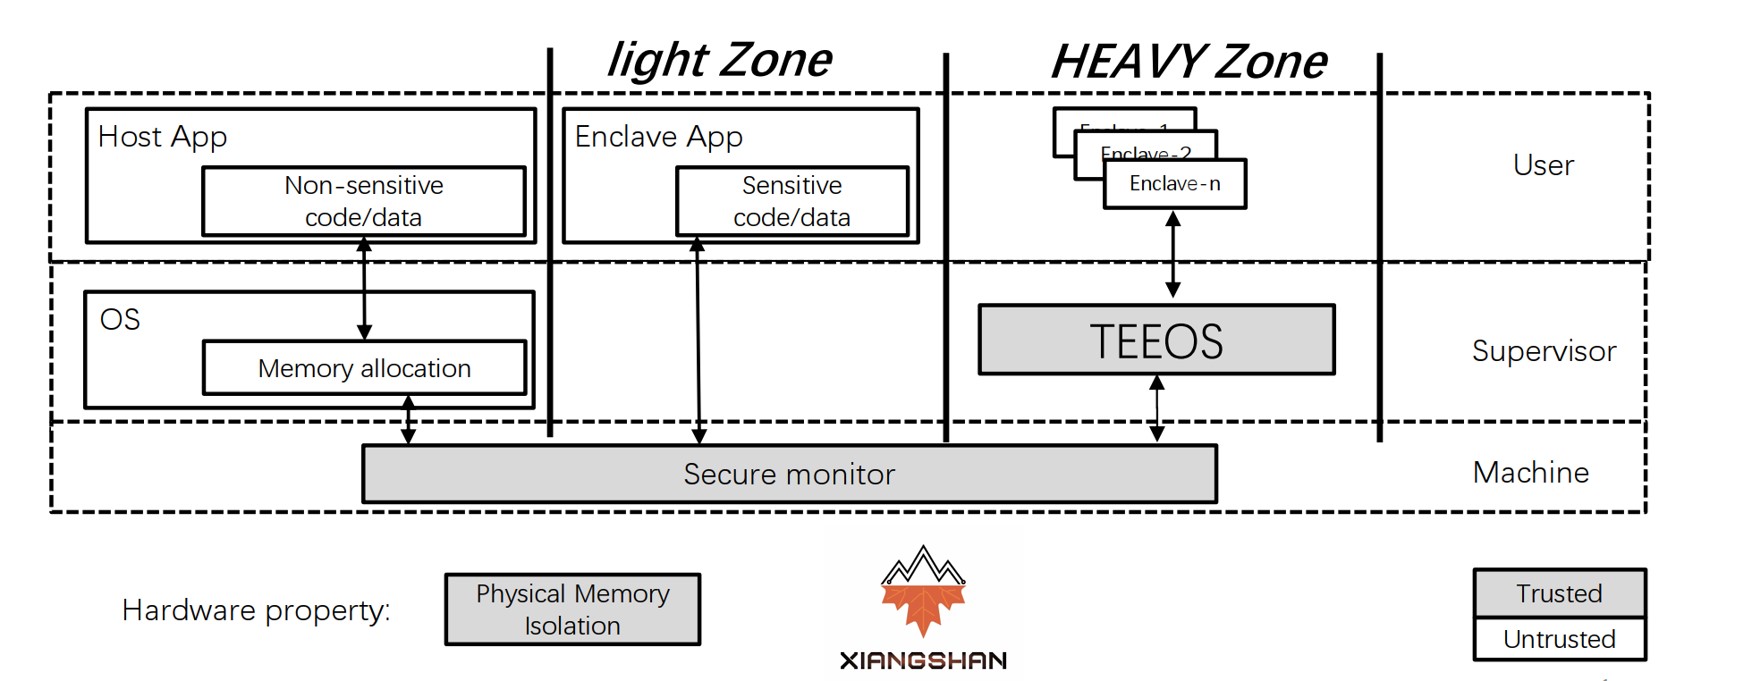 light Zone
HEAVY Zone
Host App
Non-sensitive
code/data
Enclave App
Sensitive
code/data
Enclave-1
Enclave-2
Enclave-n
User
OS
Memory allocation
TEEOS
Supervisor
Secure monitor
Machine
Hardware property:
Physical Memory
Isolation
XIANGSHAN
Trusted
Untrusted